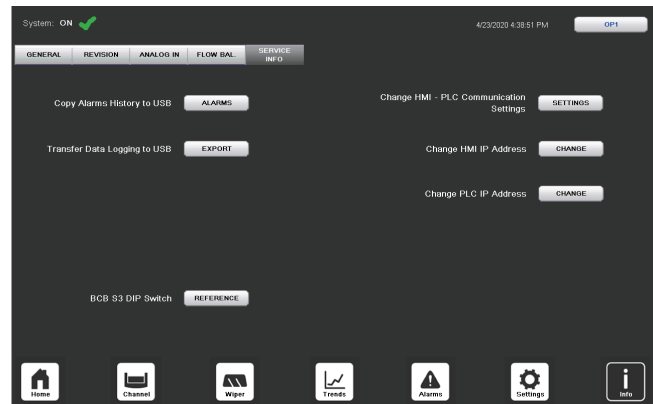 System: ON
4/23/2020 4:38:51 PM
OP1
GENERAL
REVISION
ANALOG IN
FLOW BAL.
SERVICE
INFO
Copy Alarms History to USB
ALARMS
Change HMI - PLC Communication
Settings
SETTINGS
Transfer Data Logging to USB
EXPORT
Change HMI IP Address
CHANGE
Change PLC IP Address
CHANGE
BCB S3 DIP Switch
REFERENCE
Home
Channel
Wiper
Trends
Alarms
Settings
Info